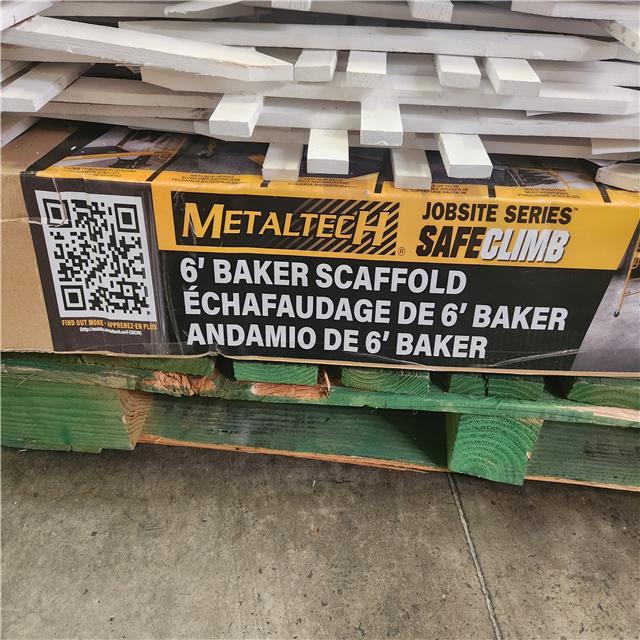 METALTECH®
JOBSITE SERIES™
SAFECLIMB
6' BAKER SCAFFOLD
ÉCHAFAUDAGE DE 6' BAKER
ANDAMIO DE 6' BAKER
FIND OUT MORE · APPRENEZ-EN PLUS